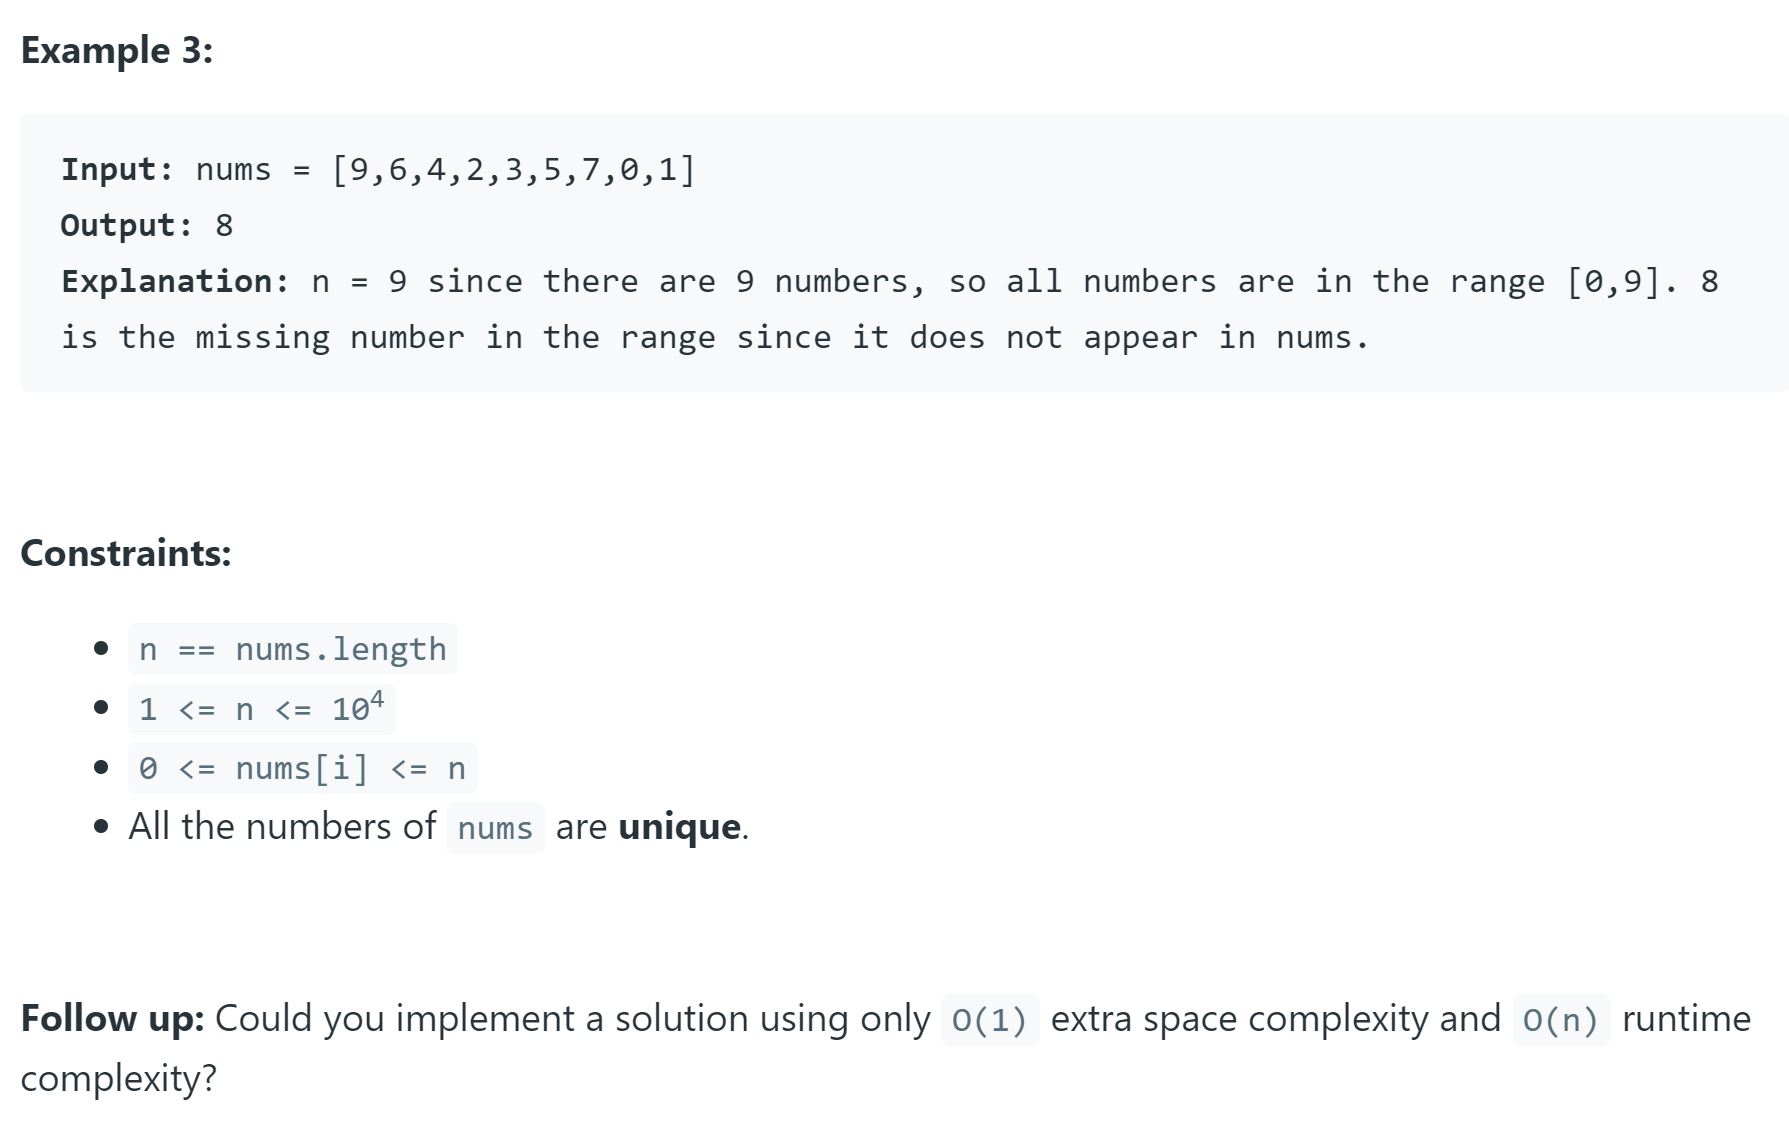 Example 3:
Input: nums = [9,6,4,2,3,5,7,0,1]
Output: 8
Explanation: n = 9 since there are 9 numbers, so all numbers are in the range [0,9]. 8
is the missing number in the range since it does not appear in nums.
Constraints:
• n == nums.length
• 1 <= n <= 10⁴
• 0 <= nums[i] <= n
• All the numbers of nums are unique.
Follow up: Could you implement a solution using only O(1) extra space complexity and O(n) runtime
complexity?